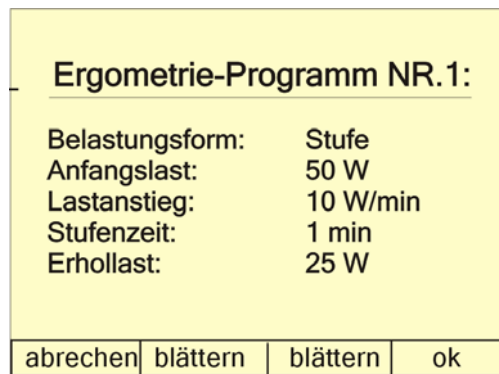 Ergometrie-Programm NR.1:
Belastungsform: Stufe
Anfangslast: 50 W
Lastanstieg: 10 W/min
Stufenzeit: 1 min
Erhollast: 25 W
abrechen blättern blättern ok